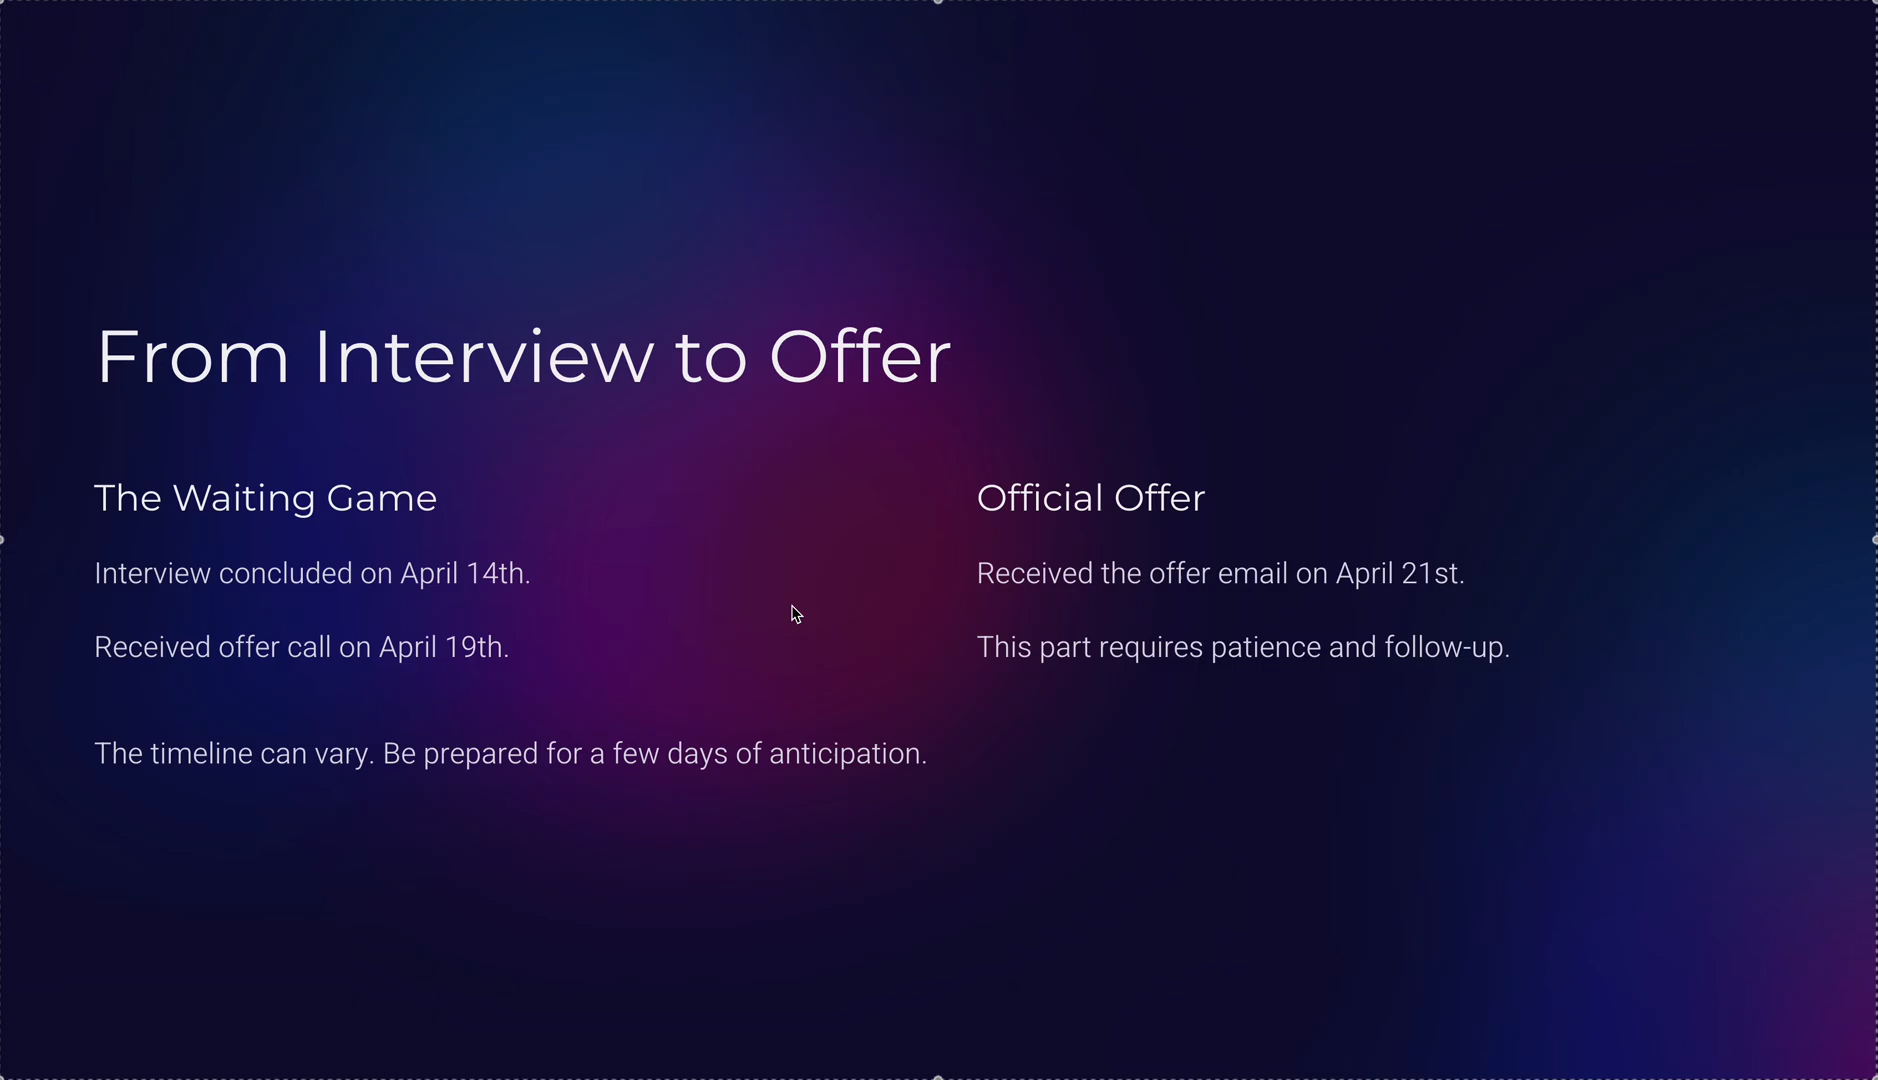 From Interview to Offer
The Waiting Game
Interview concluded on April 14th.
Received offer call on April 19th.
Official Offer
Received the offer email on April 21st.
This part requires patience and follow-up.
The timeline can vary. Be prepared for a few days of anticipation.